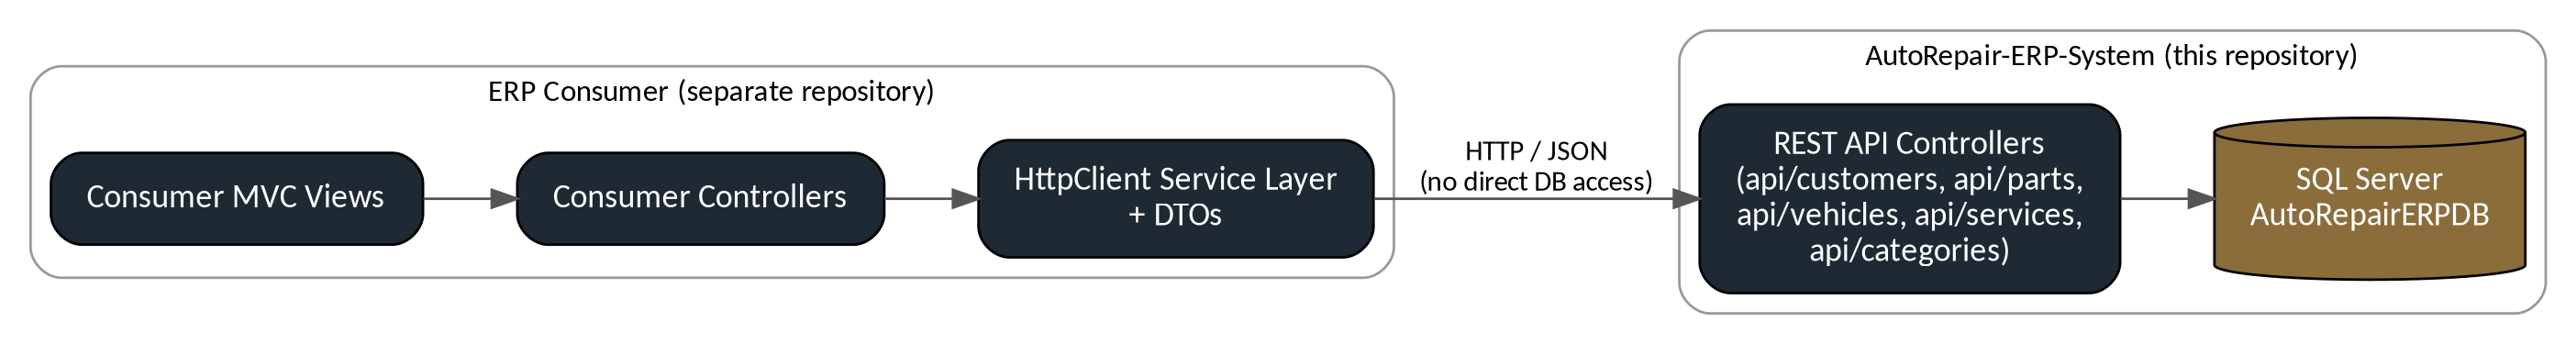 ERP Consumer (separate repository)
Consumer MVC Views
Consumer Controllers
HttpClient Service Layer
+ DTOs
HTTP / JSON
(no direct DB access)
AutoRepair-ERP-System (this repository)
REST API Controllers
(api/customers, api/parts,
api/vehicles, api/services,
api/categories)
SQL Server
AutoRepairERPDB